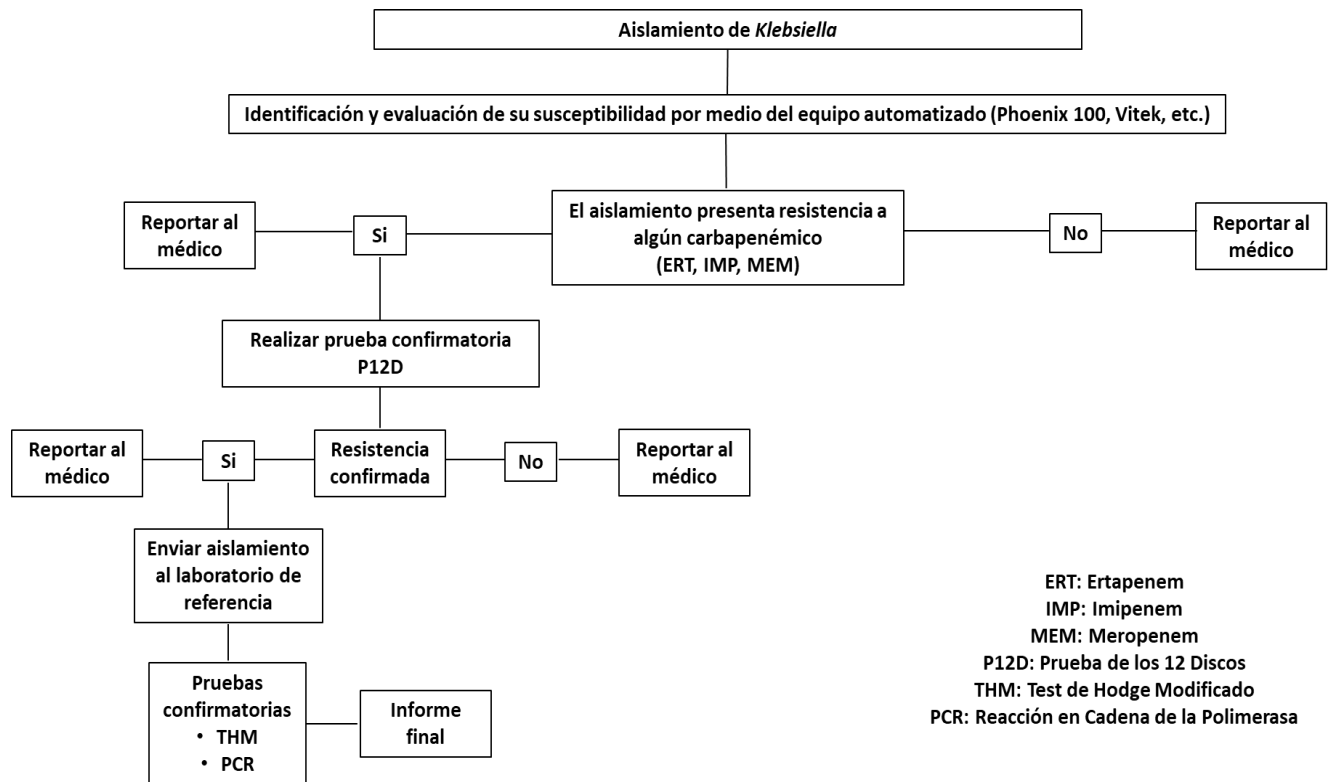 Aislamiento de Klebsiella
Identificación y evaluación de su susceptibilidad por medio del equipo automatizado (Phoenix 100, Vitek, etc.)
Reportar al
médico
Si
El aislamiento presenta resistencia a
algún carbapenémico
(ERT, IMP, MEM)
No
Reportar al
médico
Realizar prueba confirmatoria
P12D
Reportar al
médico
Si
Resistencia
confirmada
No
Reportar al
médico
Enviar aislamiento
al laboratorio de
referencia
Pruebas
confirmatorias
• THM
• PCR
Informe
final
ERT: Ertapenem
IMP: Imipenem
MEM: Meropenem
P12D: Prueba de los 12 Discos
THM: Test de Hodge Modificado
PCR: Reacción en Cadena de la Polimerasa